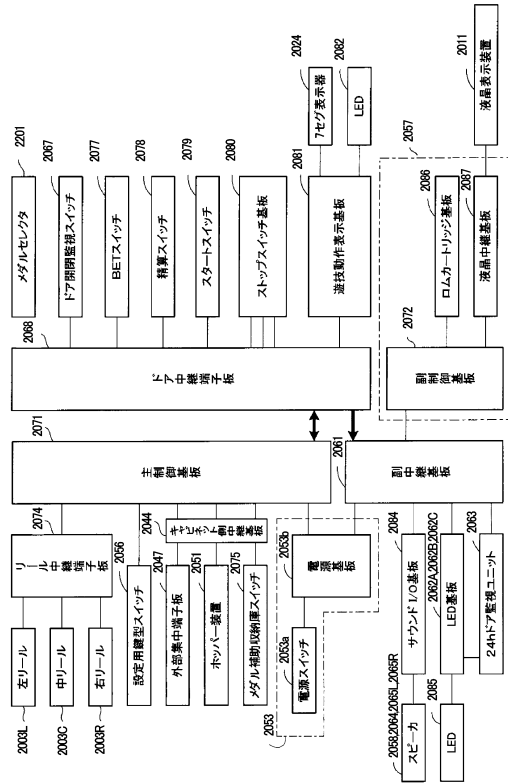 2201
メダルセレクタ
2067
ドア開閉監視スイッチ
2077
BETスイッチ
2078
精算スイッチ
2079
スタートスイッチ
2080
ストップスイッチ基板
2081
遊技動作表示基板
2024
7セグ表示器
2082
LED
2068
ドア中継端子板
2057
2086
ロムカートリッジ基板
2087
液晶中継基板
2011
液晶表示装置
2072
副制御基板
2071
主制御基板
2061
副中継基板
2074
リール中継端子板
2056
設定用鍵型スイッチ
2044
キャビネット側中継基板
2047
外部集中端子板
2051
ホッパー装置
2075
メダル補助収納庫スイッチ
2053b
電源基板
2053a
電源スイッチ
2053
2084
サウンドI/O基板
2062A,2062B,2062C
LED基板
2063
24hドア監視ユニット
左リール
2003L
中リール
2003C
右リール
2003R
2058,2064,2065L,2065R
スピーカ
2085
LED